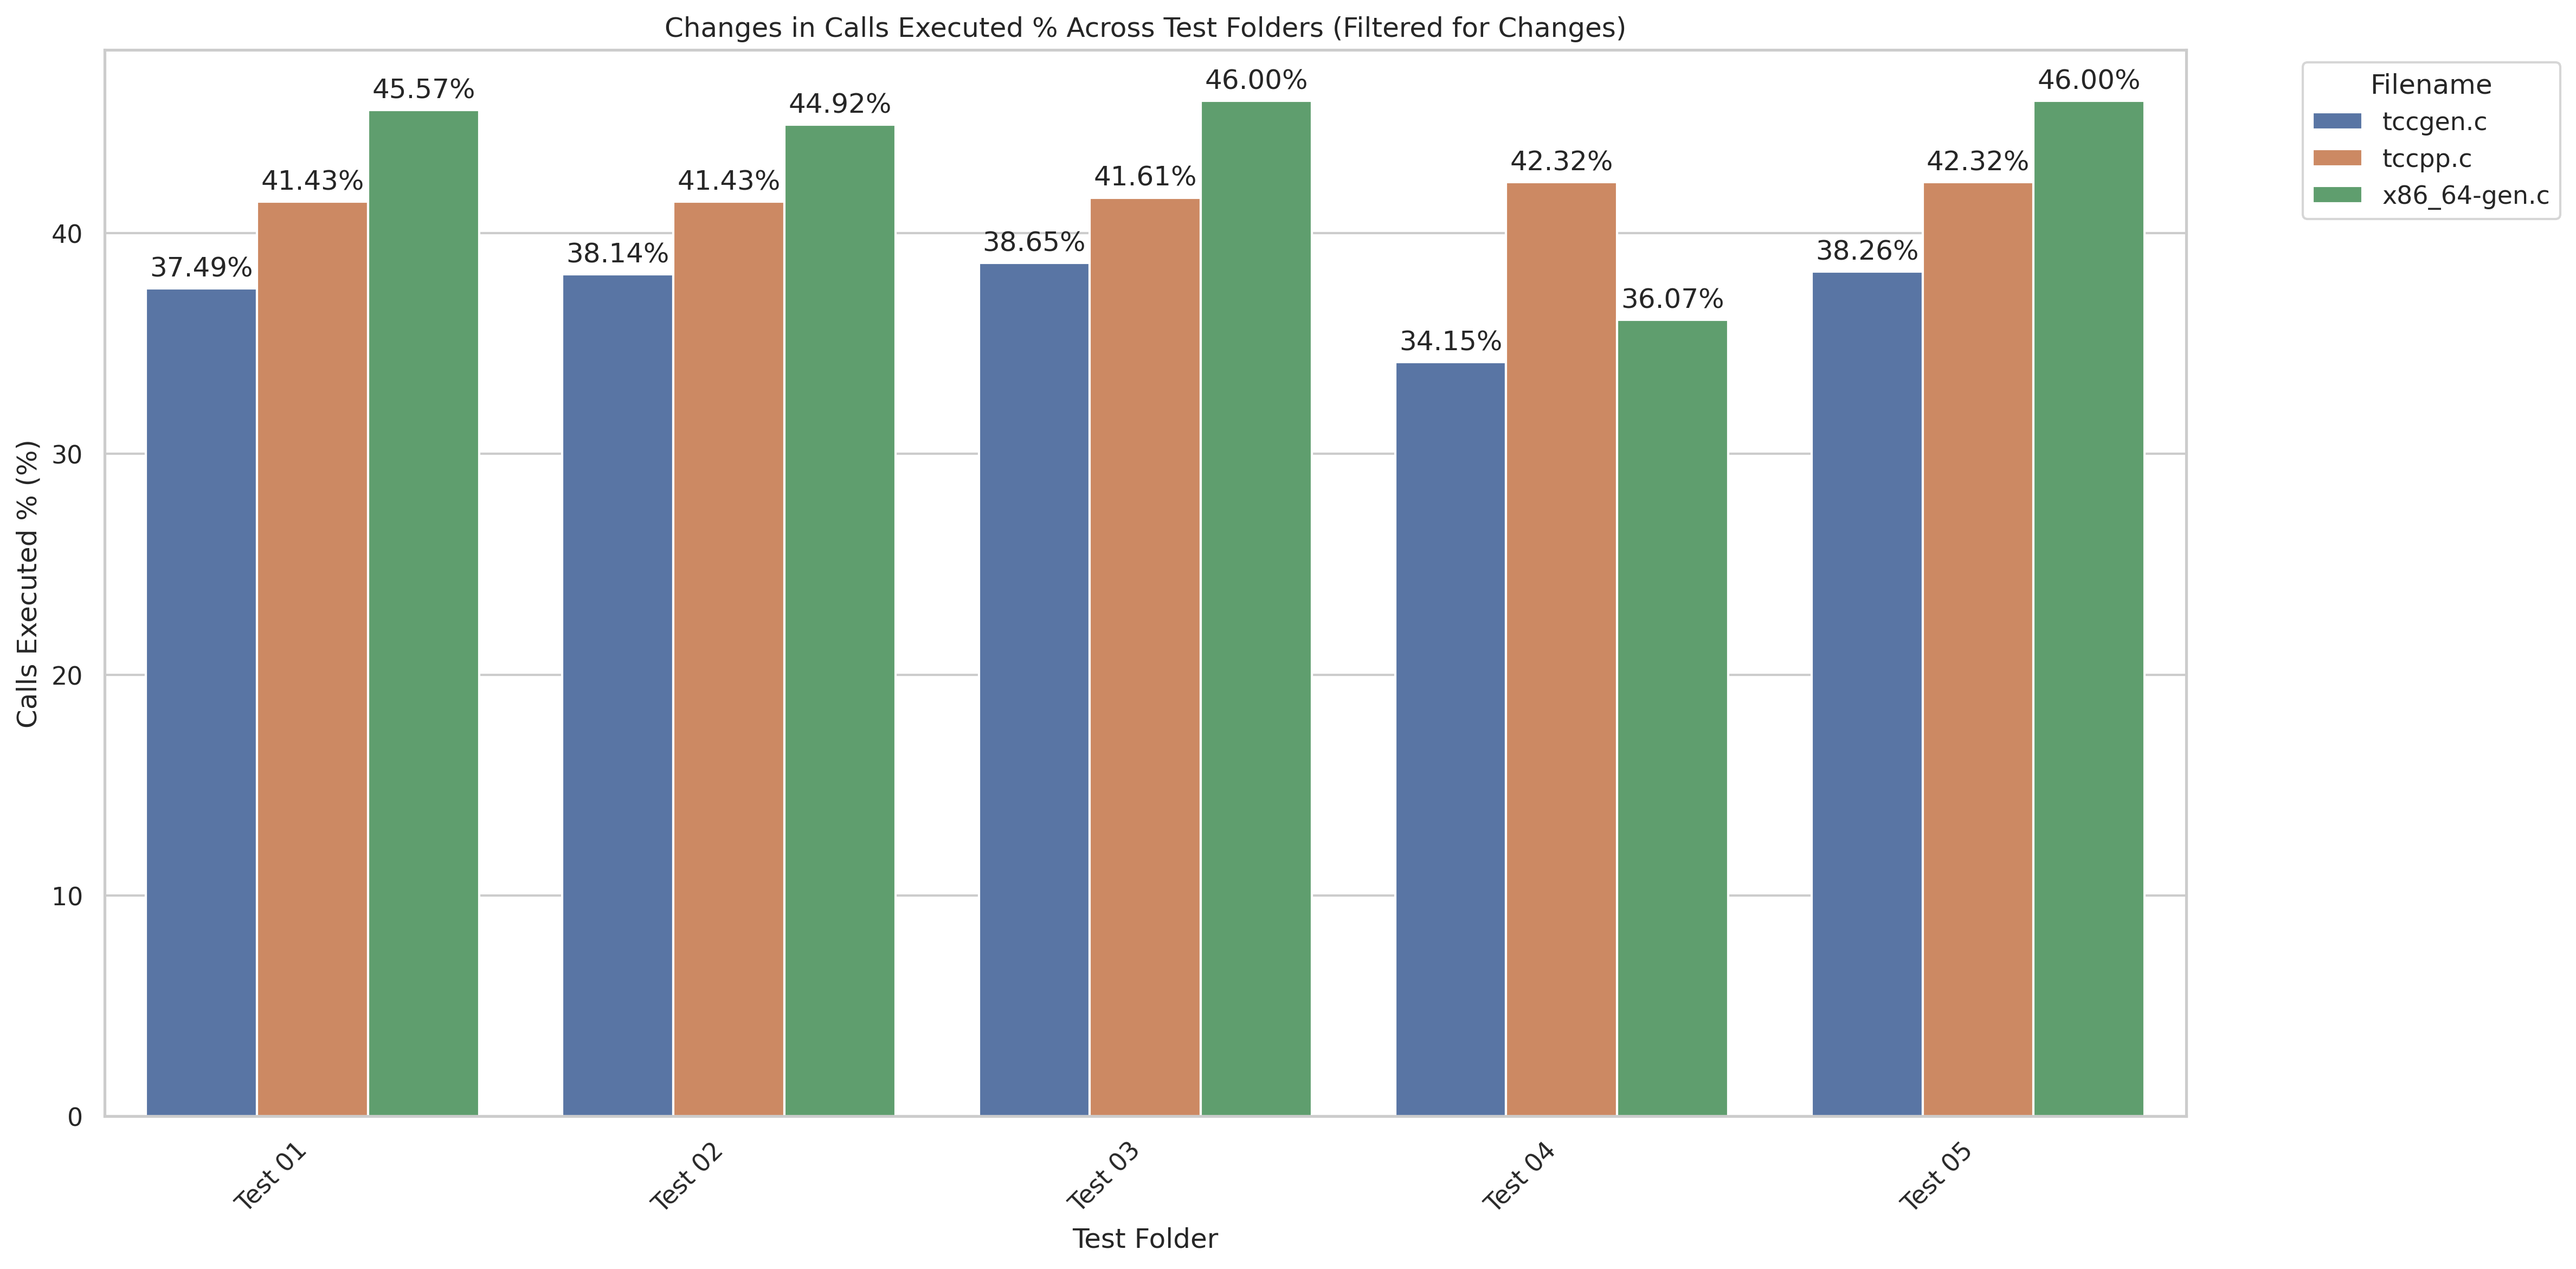 Changes in Calls Executed % Across Test Folders (Filtered for Changes)
Calls Executed % (%)
40
30
20
10
0
37.49%
41.43%
45.57%
38.14%
41.43%
44.92%
38.65%
41.61%
46.00%
34.15%
42.32%
36.07%
38.26%
42.32%
46.00%
Test 01
Test 02
Test 03
Test 04
Test 05
Test Folder
Filename
tccgen.c
tccpp.c
x86_64-gen.c